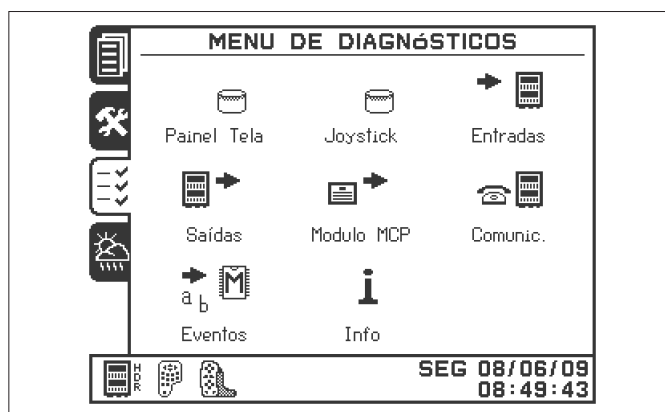 MENU DE DIAGNóSTICOS
Painel Tela
Joystick
Entradas
Saídas
Modulo MCP
Comunic.
a b
M
Eventos
i
Info
HDR
SEG 08/06/09
08:49:43